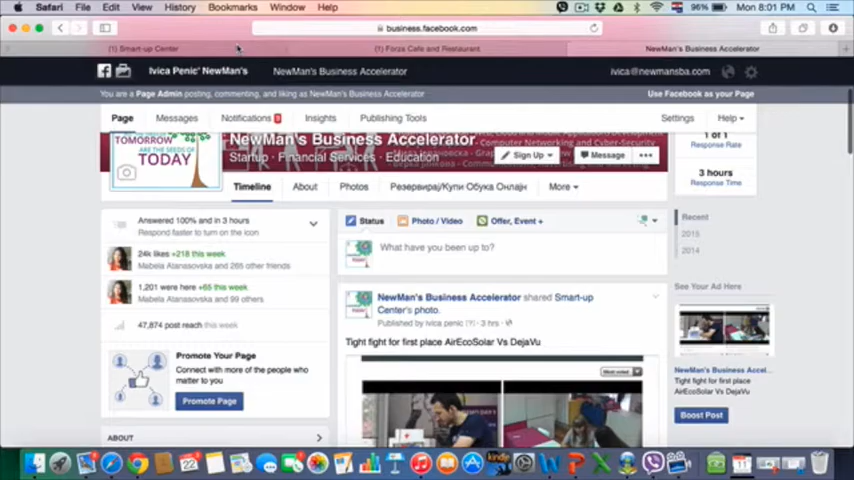 Safari File Edit View History Bookmarks Window Help 96% Mon 8:01 PM
business.facebook.com
(1) Smart-up Center (1) Forza Cafe and Restaurant NewMan's Business Accelerator
Ivica Penic' NewMan's NewMan's Business Accelerator ivica@newmansba.com
You are a Page Admin posting, commenting, and liking as NewMan's Business Accelerator Use Facebook as your Page
Page Messages Notifications Insights Publishing Tools Settings Help
TOMORROW
ARE THE SEEDS
OF
TODAY
NewMan's Business Accelerator
Startup · Financial Services · Education
Sign Up Message
1 of 1
Response Rate
3 hours
Response Time
Timeline About Photos Резервирај/Купи Обука Онлајн More
Answered 100% and in 3 hours
Respond faster to turn on the icon
24k likes +218 this week
Mabela Atanasovska and 265 other friends
1,201 were here +65 this week
Mabela Atanasovska and 99 others
47,874 post reach this week
Promote Your Page
Connect with more of the people who
matter to you
Promote Page
ABOUT
Status Photo / Video Offer, Event +
What have you been up to?
NewMan's Business Accelerator shared Smart-up
Center's photo.
Published by ivica penic [?] · 3 hrs ·
Tight fight for first place AirEcoSolar Vs DejaVu
Recent
2015
2014
See Your Ad Here
NewMan's Business Accel...
Tight fight for first place
AirEcoSolar Vs DejaVu
Boost Post